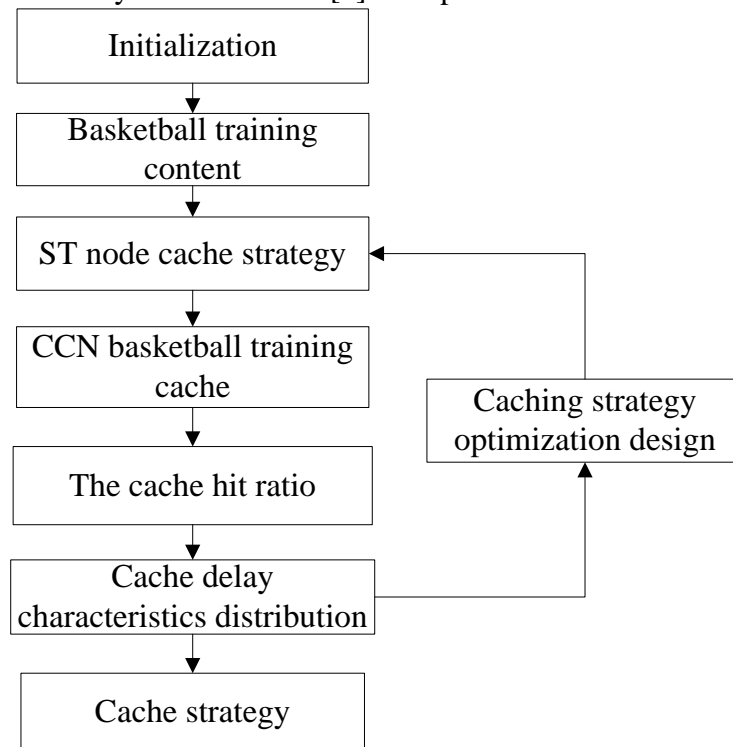 Initialization
Basketball training
content
ST node cache strategy
CCN basketball training
cache
Caching strategy
optimization design
The cache hit ratio
Cache delay
characteristics distribution
Cache strategy